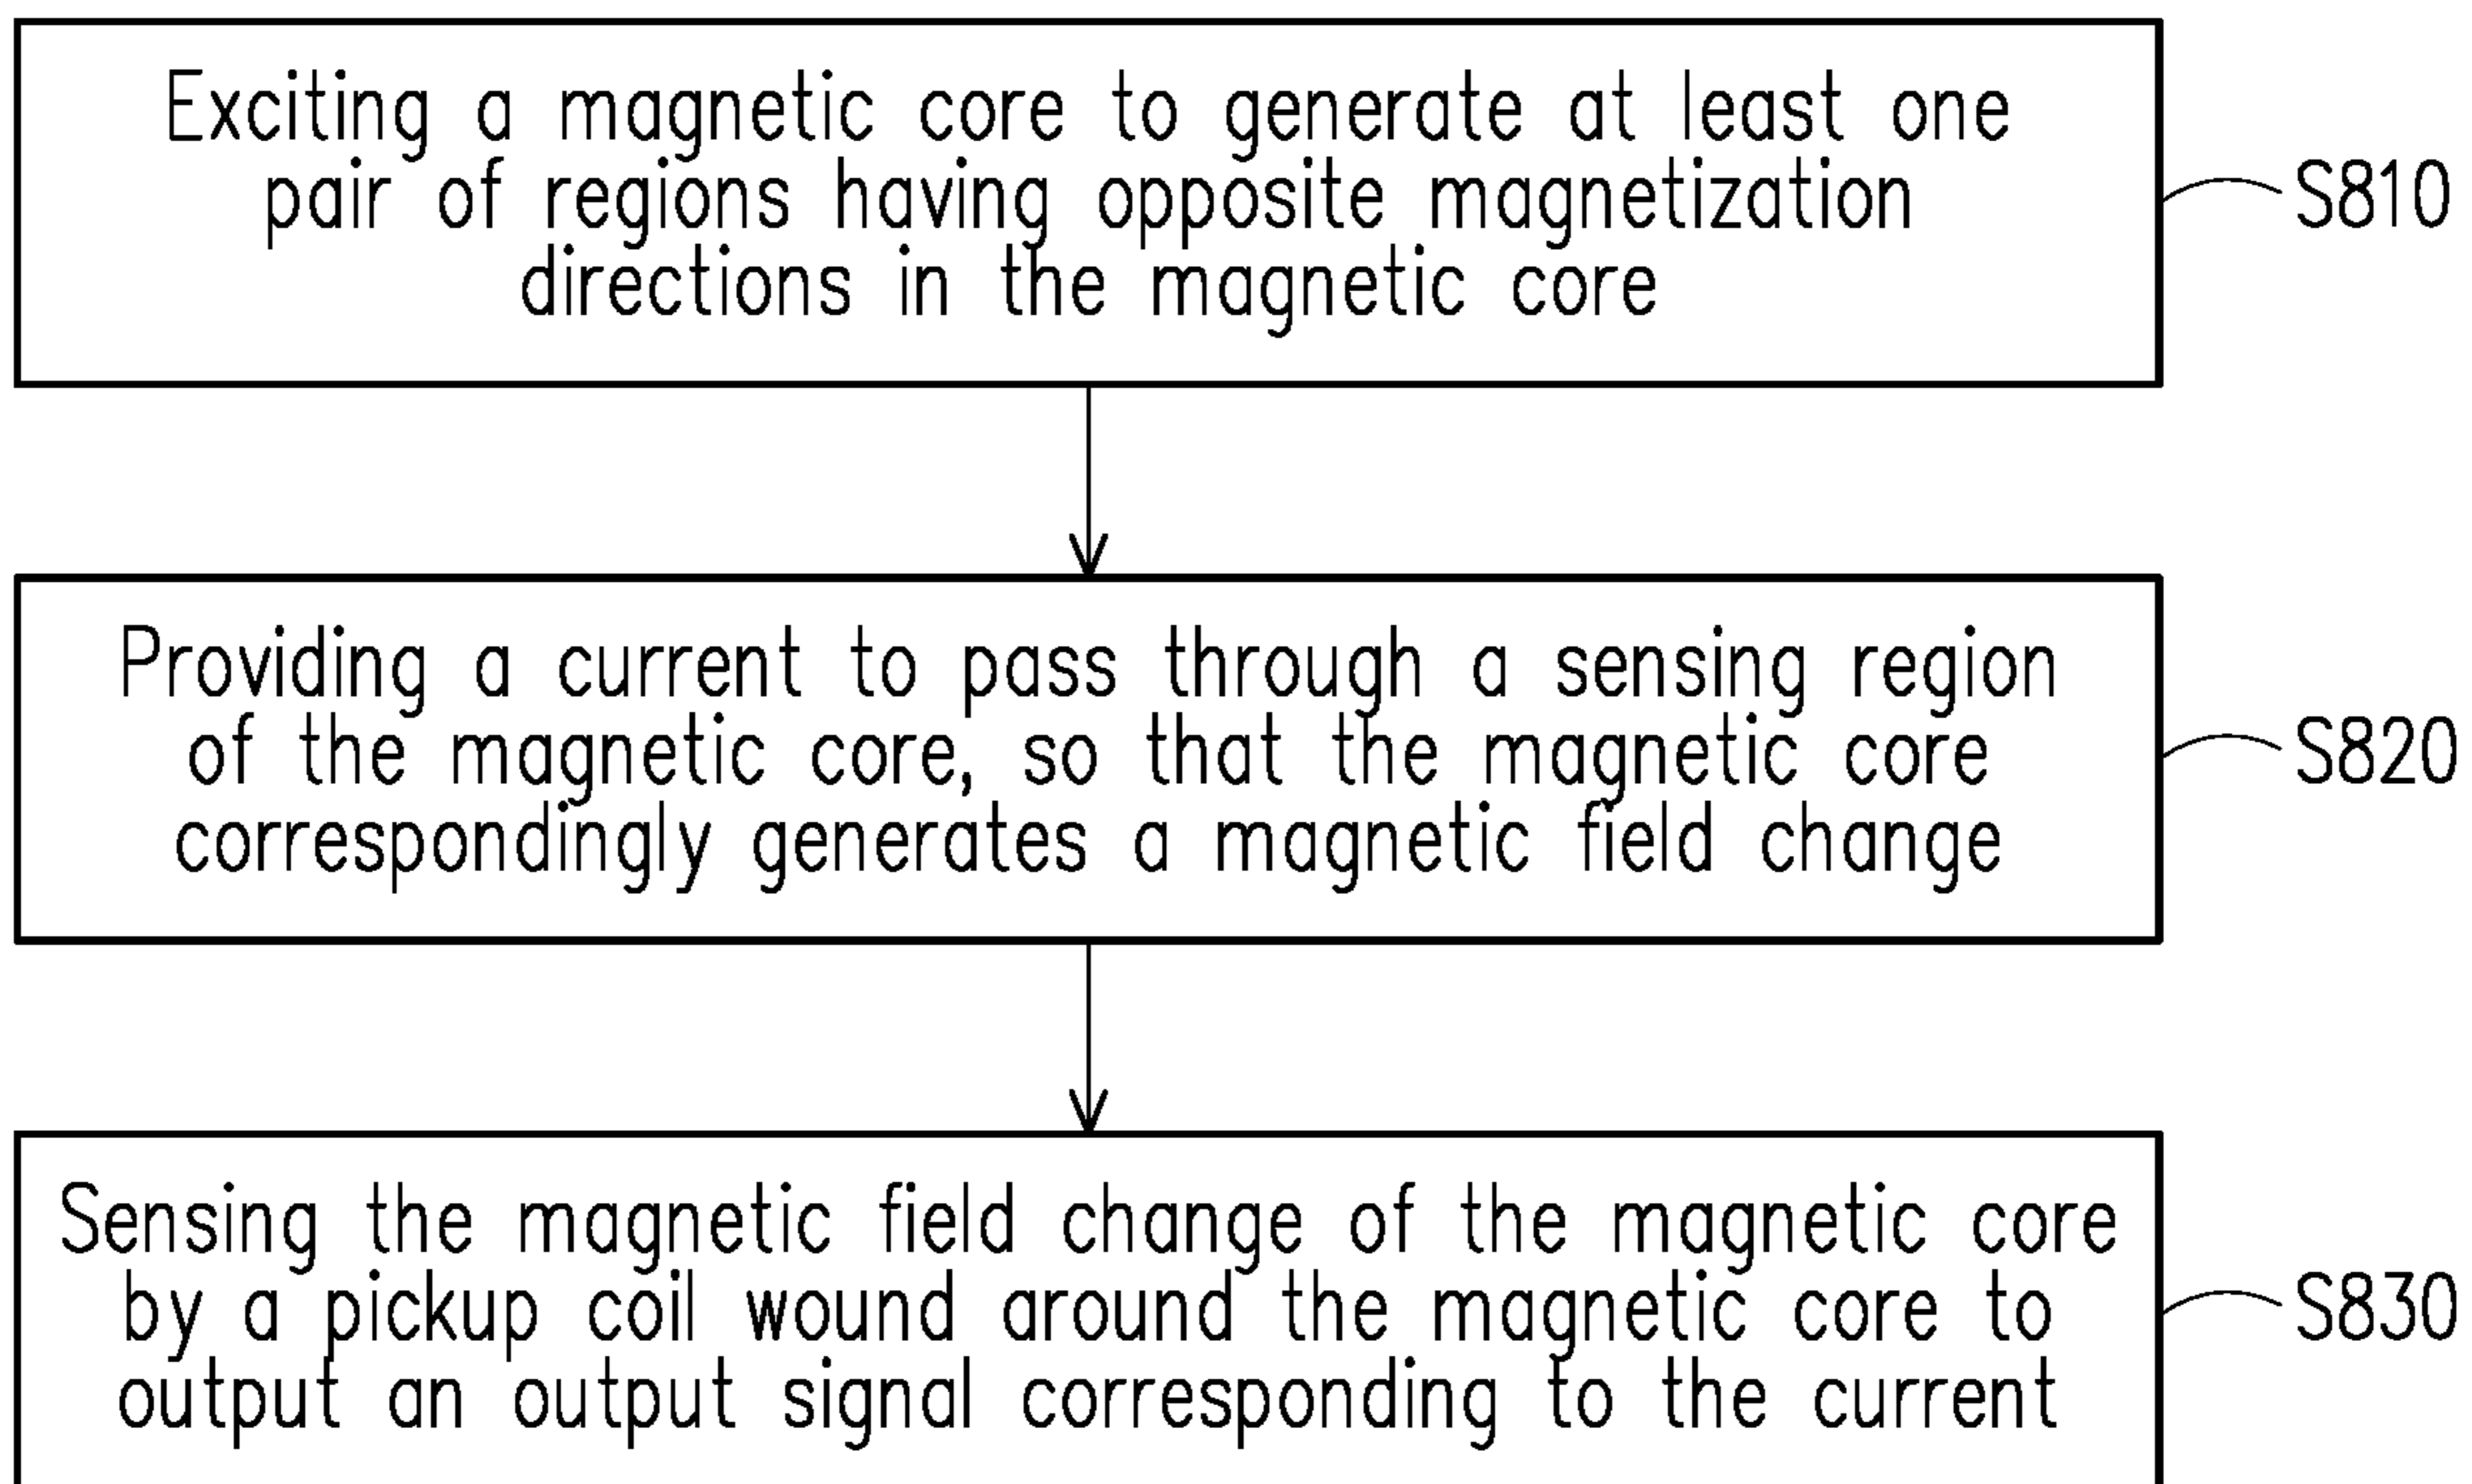 Exciting a magnetic core to generate at least one
pair of regions having opposite magnetization
directions in the magnetic core
S810
Providing a current to pass through a sensing region
of the magnetic core, so that the magnetic core
correspondingly generates a magnetic field change
S820
Sensing the magnetic field change of the magnetic core
by a pickup coil wound around the magnetic core to
output an output signal corresponding to the current
S830